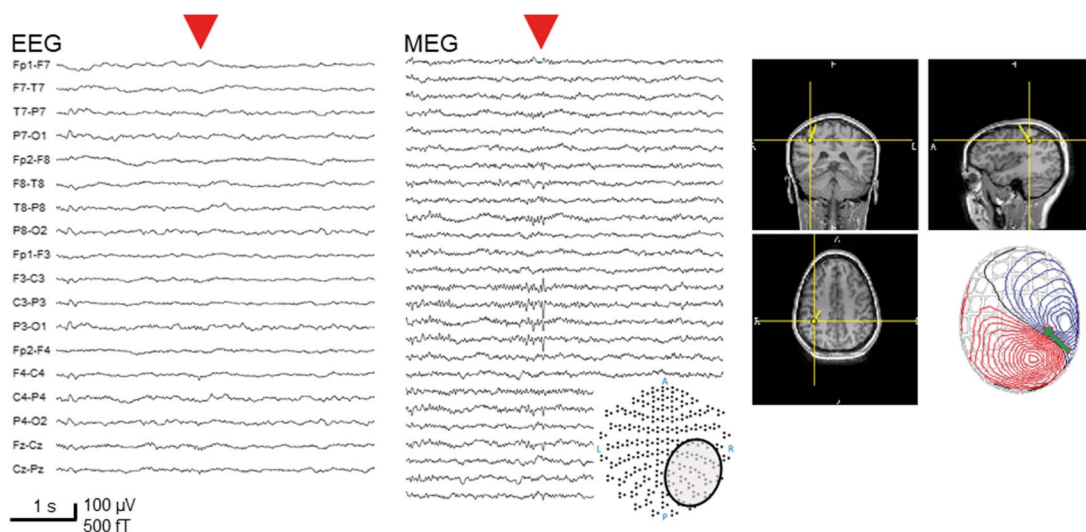 EEG
MEG
Fp1-F7
F7-T7
T7-P7
P7-O1
Fp2-F8
F8-T8
T8-P8
P8-O2
Fp1-F3
F3-C3
C3-P3
P3-O1
Fp2-F4
F4-C4
C4-P4
P4-O2
Fz-Cz
Cz-Pz
1 s
100 µV
500 fT
A
L
R
P
L
A
A